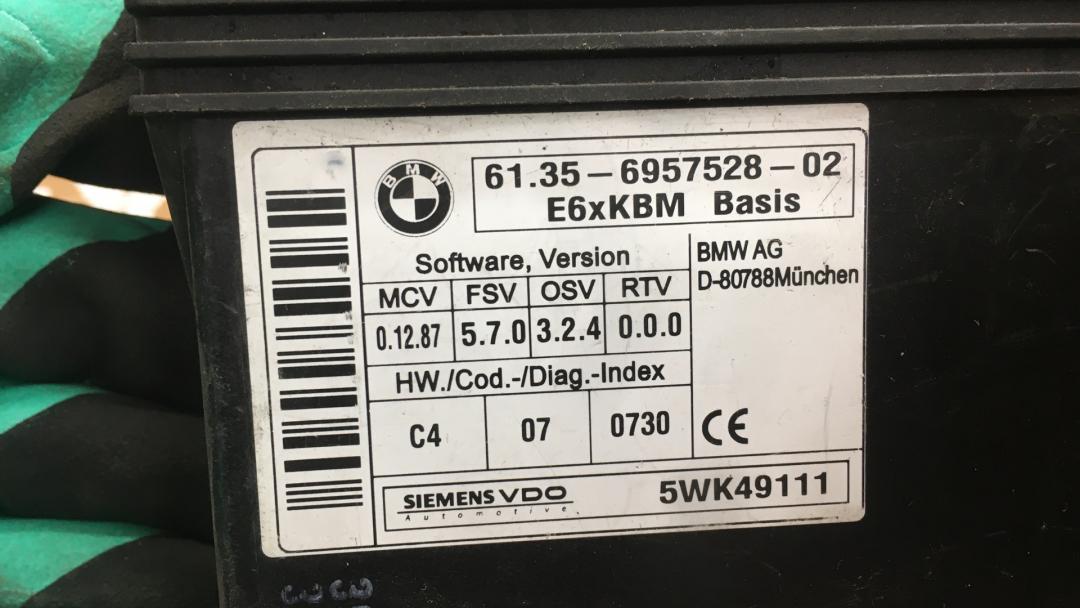 BMW
61.35-6957528-02
E6xKBM Basis
Software, Version
MCV FSV OSV RTV
0.12.87 5.7.0 3.2.4 0.0.0
BMW AG
D-80788München
HW./Cod.-/Diag.-Index
C4 07 0730
CE
SIEMENS VDO
Automotive
5WK49111